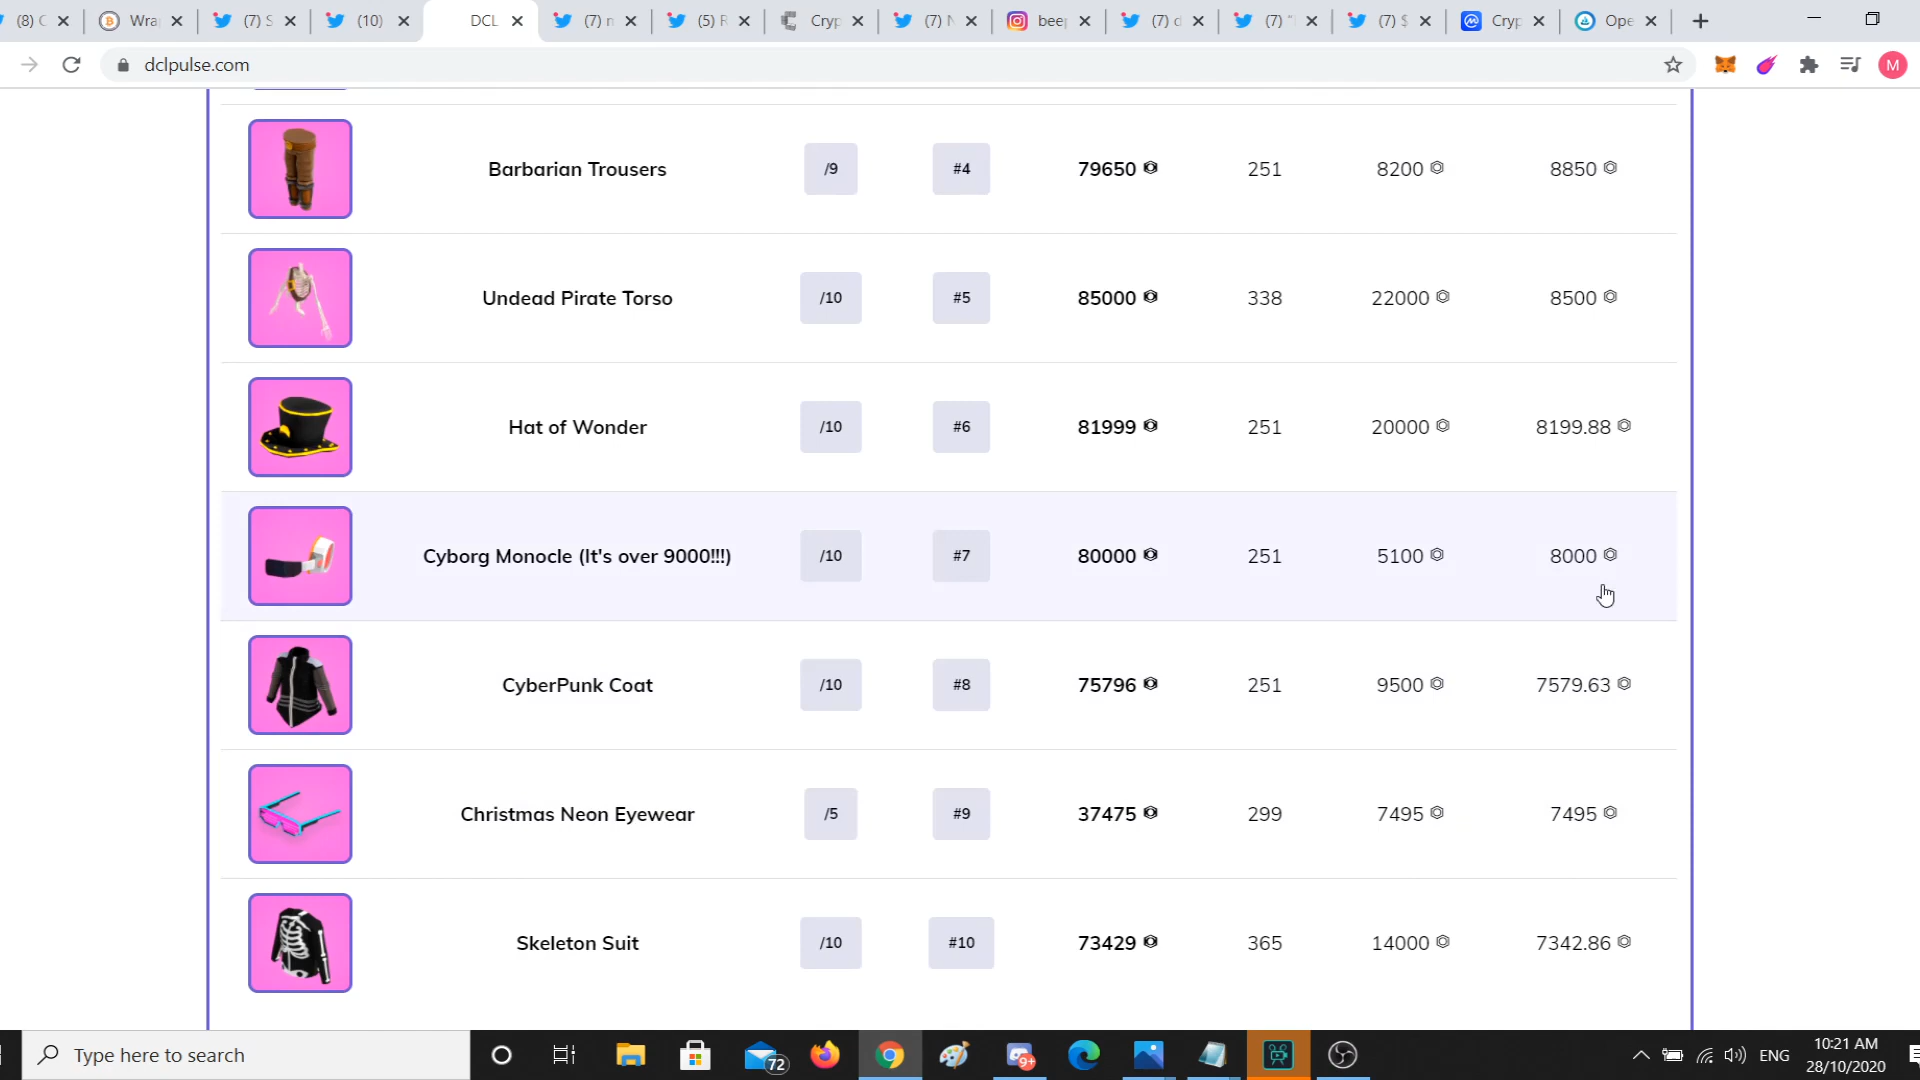 (8) C
Wra
(7) S
(10)
DCL
(7) n
(5) R
Cryp
(7) N
beep
(7) d
(7) "
(7) $
Cryp
Ope
dclpulse.com
M
Barbarian Trousers /9 #4 79650 251 8200 8850
Undead Pirate Torso /10 #5 85000 338 22000 8500
Hat of Wonder /10 #6 81999 251 20000 8199.88
Cyborg Monocle (It's over 9000!!!) /10 #7 80000 251 5100 8000
CyberPunk Coat /10 #8 75796 251 9500 7579.63
Christmas Neon Eyewear /5 #9 37475 299 7495 7495
Skeleton Suit /10 #10 73429 365 14000 7342.86
Type here to search
72
9+
ENG
10:21 AM
28/10/2020